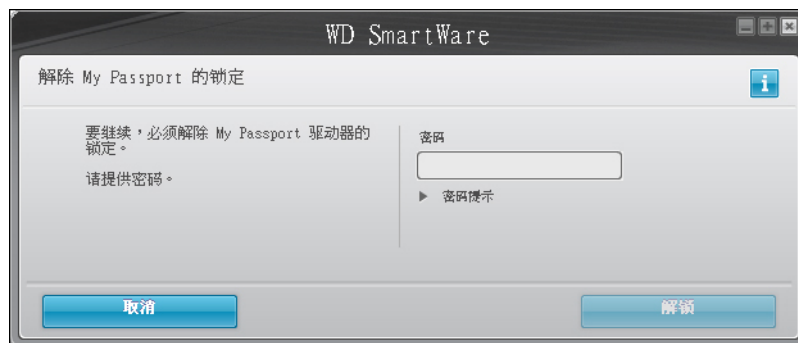 WD SmartWare
解除 My Passport 的锁定
要继续，必须解除 My Passport 驱动器的
锁定。
请提供密码。
密码
密码提示
取消
解锁